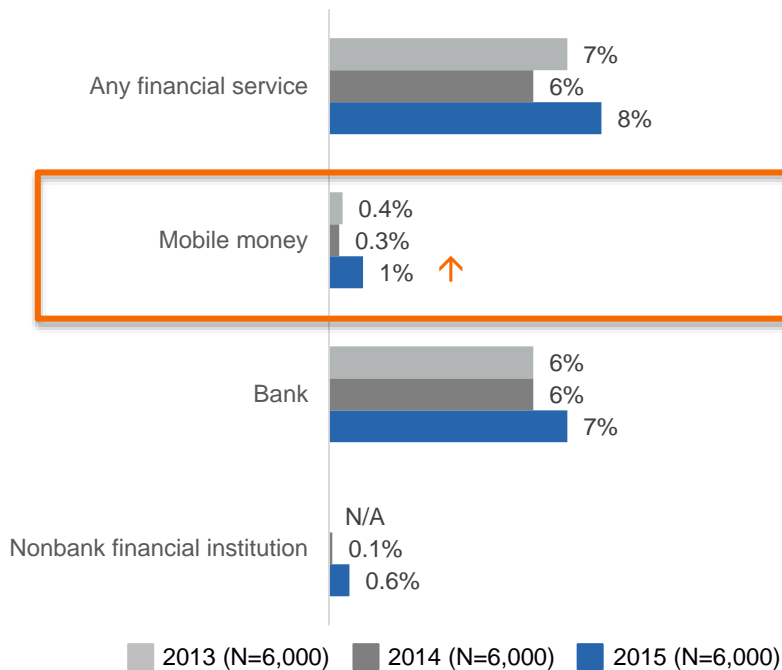 7%
Any financial service
6%
8%
0.4%
Mobile money
0.3%
1% ↑
6%
Bank
6%
7%
N/A
Nonbank financial institution
0.1%
0.6%
2013 (N=6,000) 2014 (N=6,000) 2015 (N=6,000)